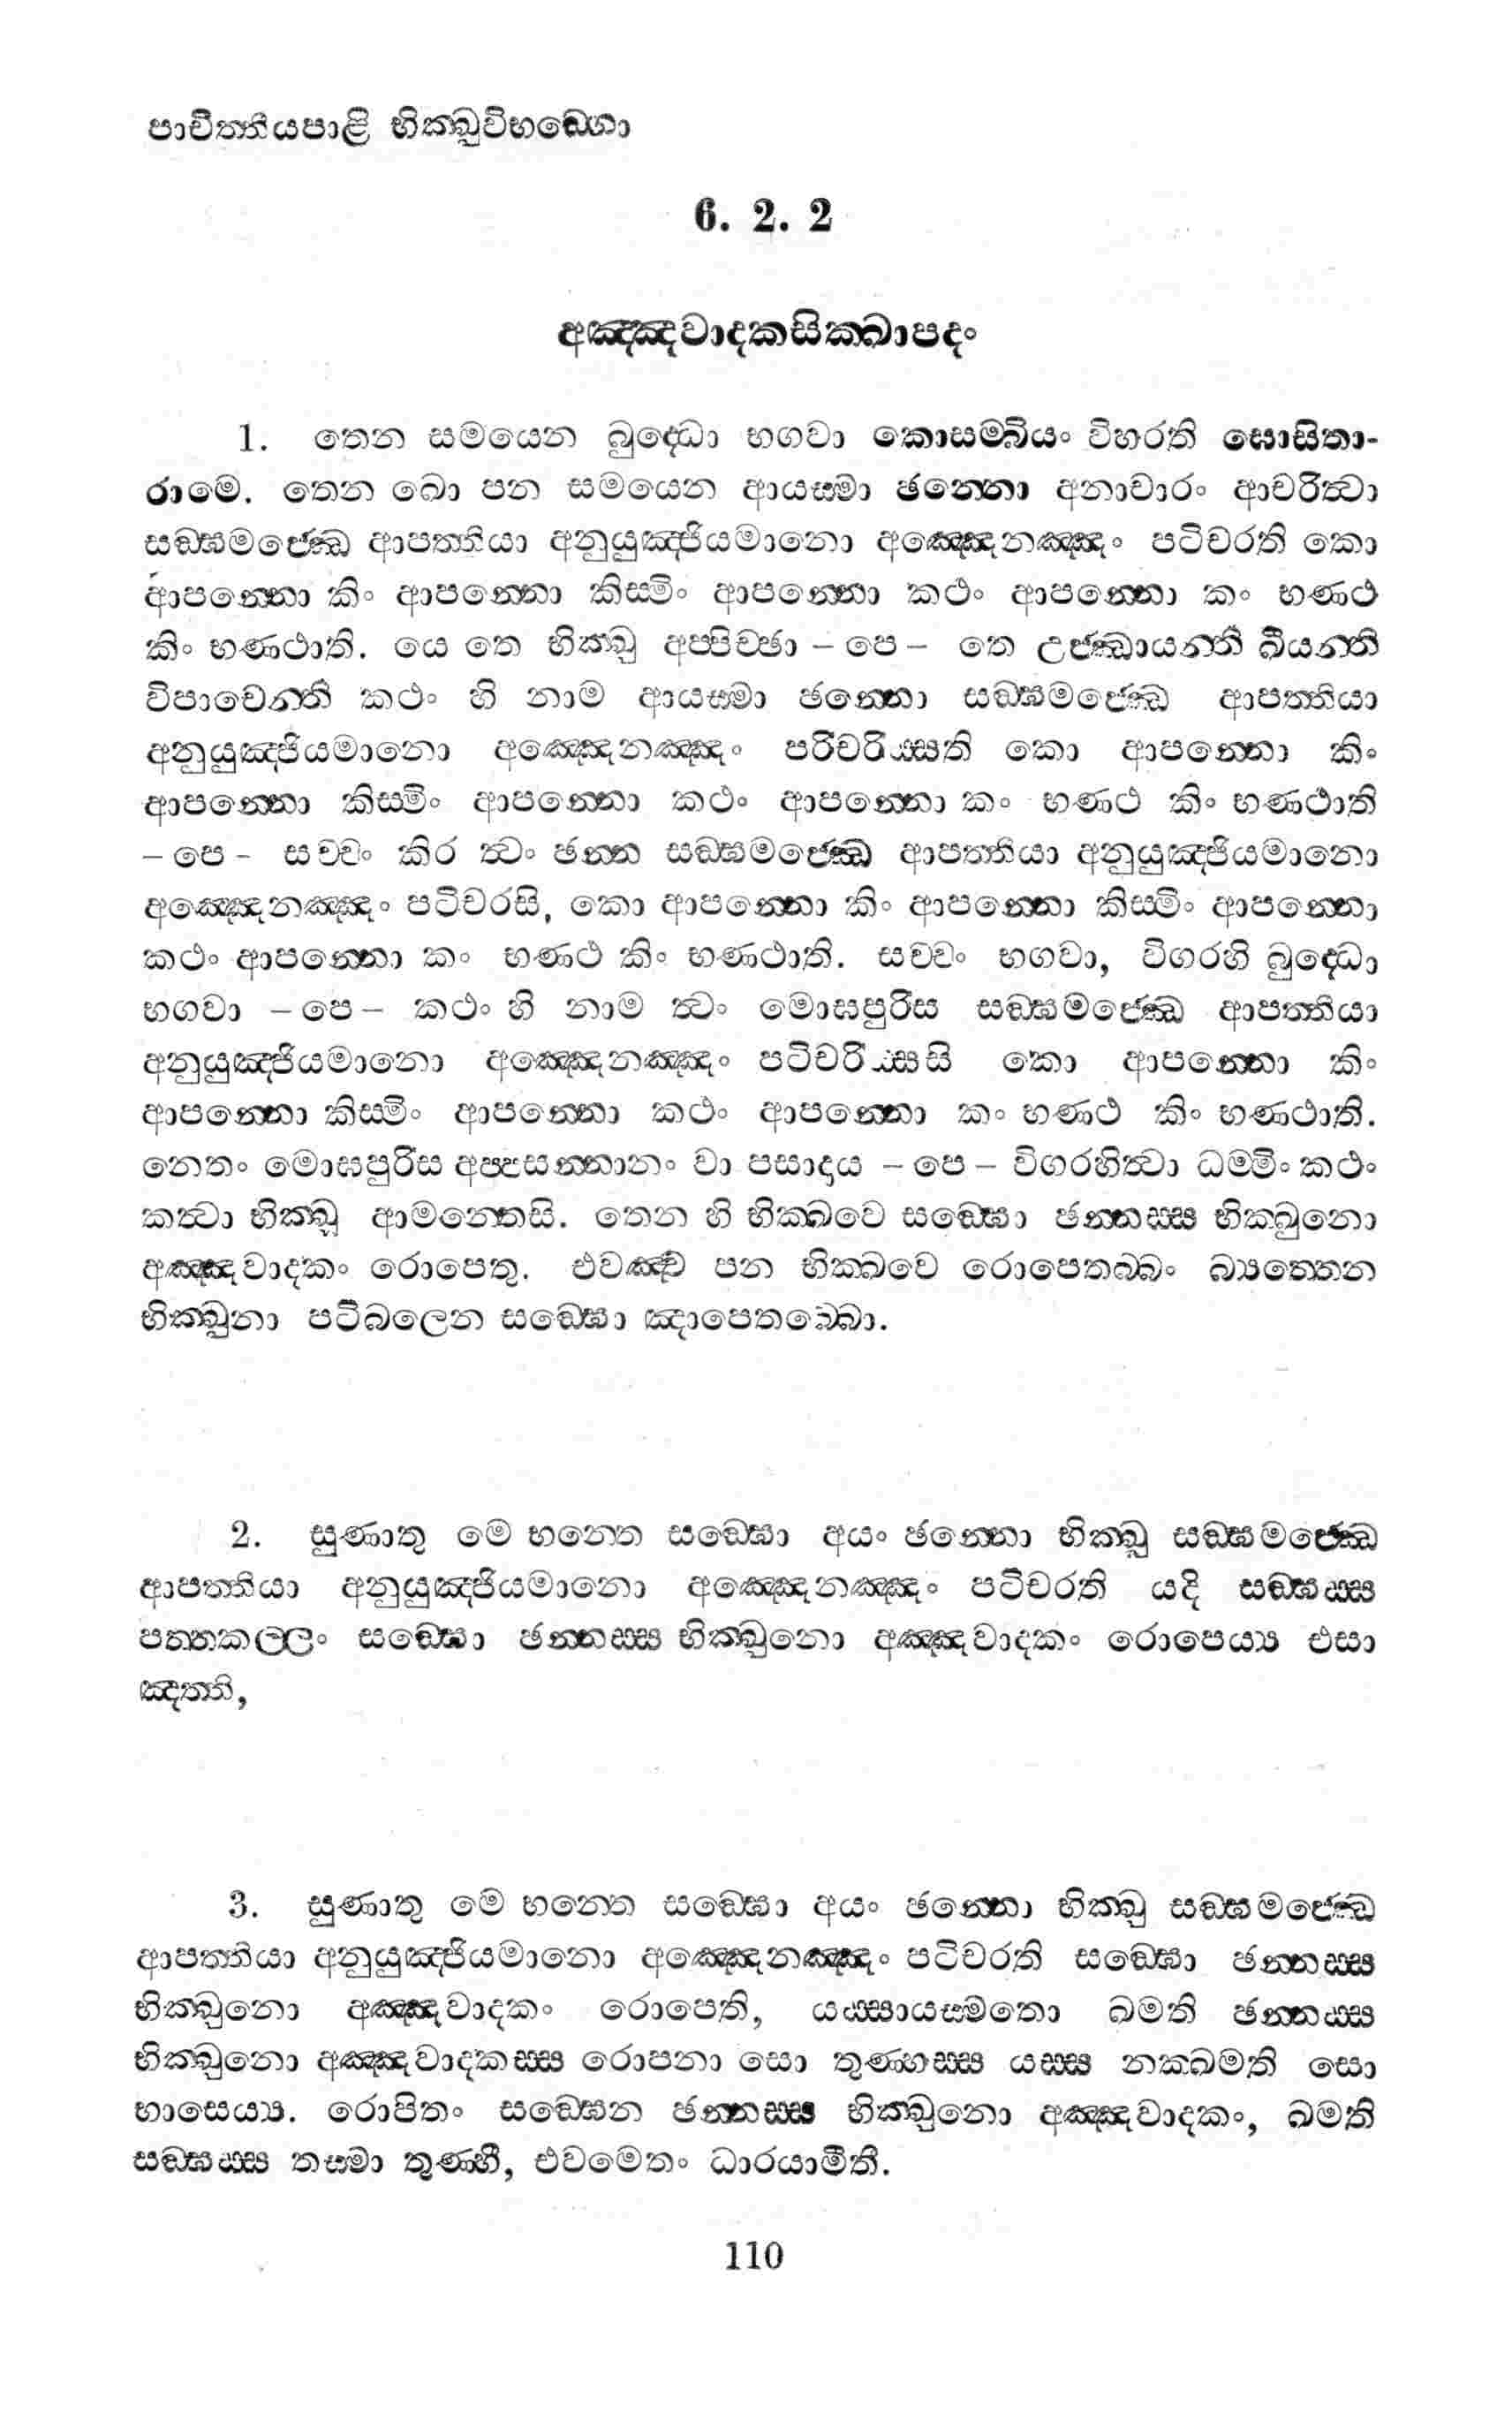 පාචිත්තියපාළි භික්ඛුවිභඞ්ගො
6. 2. 2
අඤ්ඤවාදකසික්ඛාපදං
1. තෙන සමයෙන බුද්ධො භගවා කොසම්බියං විහරති ඝොසිතා-
රාමෙ. තෙන ඛො පන සමයෙන ආයස්මා ඡන්නො අනාචාරං ආචරිත්වා
සඞ්ඝමජ්ඣෙ ආපත්තියා අනුයුඤ්ජියමානො අඤ්ඤෙනඤ්ඤං පටිචරති කො
ආපන්නො කිං ආපන්නො කිස්මිං ආපන්නො කථං ආපන්නො කං භණථ
කිං භණථාති. යෙ තෙ භික්ඛු අප්පිච්ඡා – පෙ – තෙ උජ්ඣායන්ති ඛීයන්ති
විපාචෙන්ති කථං හි නාම ආයස්මා ඡන්නො සඞ්ඝමජ්ඣෙ ආපත්තියා
අනුයුඤ්ජියමානො අඤ්ඤෙනඤ්ඤං පරිචරිස්සති කො ආපන්නො කිං
ආපන්නො කිස්මිං ආපන්නො කථං ආපන්නො කං භණථ කිං භණථාති
– පෙ – සච්චං කිර ත්වං ඡන්න සඞ්ඝමජ්ඣෙ ආපත්තියා අනුයුඤ්ජියමානො
අඤ්ඤෙනඤ්ඤං පටිචරසි, කො ආපන්නො කිං ආපන්නො කිස්මිං ආපන්නො
කථං ආපන්නො කං භණථ කිං භණථාති. සච්චං භගවා, විගරහි බුද්ධො
භගවා – පෙ – කථං හි නාම ත්වං මොඝපුරිස සඞ්ඝමජ්ඣෙ ආපත්තියා
අනුයුඤ්ජියමානො අඤ්ඤෙනඤ්ඤං පටිචරිස්සසි කො ආපන්නො කිං
ආපන්නො කිස්මිං ආපන්නො කථං ආපන්නො කං භණථ කිං භණථාති.
නෙතං මොඝපුරිස අප්පසන්නානං වා පසාදාය – පෙ – විගරහිත්වා ධම්මිං කථං
කත්වා භික්ඛූ ආමන්තෙසි. තෙන හි භික්ඛවෙ සඞ්ඝො ඡන්නස්ස භික්ඛුනො
අඤ්ඤවාදකං රොපෙතු. එවඤ්ච පන භික්ඛවෙ රොපෙතබ්බං බ්‍යත්තෙන
භික්ඛුනා පටිබලෙන සඞ්ඝො ඤාපෙතබ්බො.
2. සුණාතු මෙ භන්තෙ සඞ්ඝො අයං ඡන්නො භික්ඛු සඞ්ඝමජ්ඣෙ
ආපත්තියා අනුයුඤ්ජියමානො අඤ්ඤෙනඤ්ඤං පටිචරති යදි සඞ්ඝස්ස
පත්තකල්ලං සඞ්ඝො ඡන්නස්ස භික්ඛුනො අඤ්ඤවාදකං රොපෙය්‍ය එසා
ඤත්ති,
3. සුණාතු මෙ භන්තෙ සඞ්ඝො අයං ඡන්නො භික්ඛු සඞ්ඝමජ්ඣෙ
ආපත්තියා අනුයුඤ්ජියමානො අඤ්ඤෙනඤ්ඤං පටිචරති සඞ්ඝො ඡන්නස්ස
භික්ඛුනො අඤ්ඤවාදකං රොපෙති, යස්සායස්මතො ඛමති ඡන්නස්ස
භික්ඛුනො අඤ්ඤවාදකස්ස රොපනා සො තුණ්හස්ස යස්ස නක්ඛමති සො
භාසෙය්‍ය. රොපිතං සඞ්ඝෙන ඡන්නස්ස භික්ඛුනො අඤ්ඤවාදකං, ඛමති
සඞ්ඝස්ස තස්මා තුණ්හී, එවමෙතං ධාරයාමීති.
110